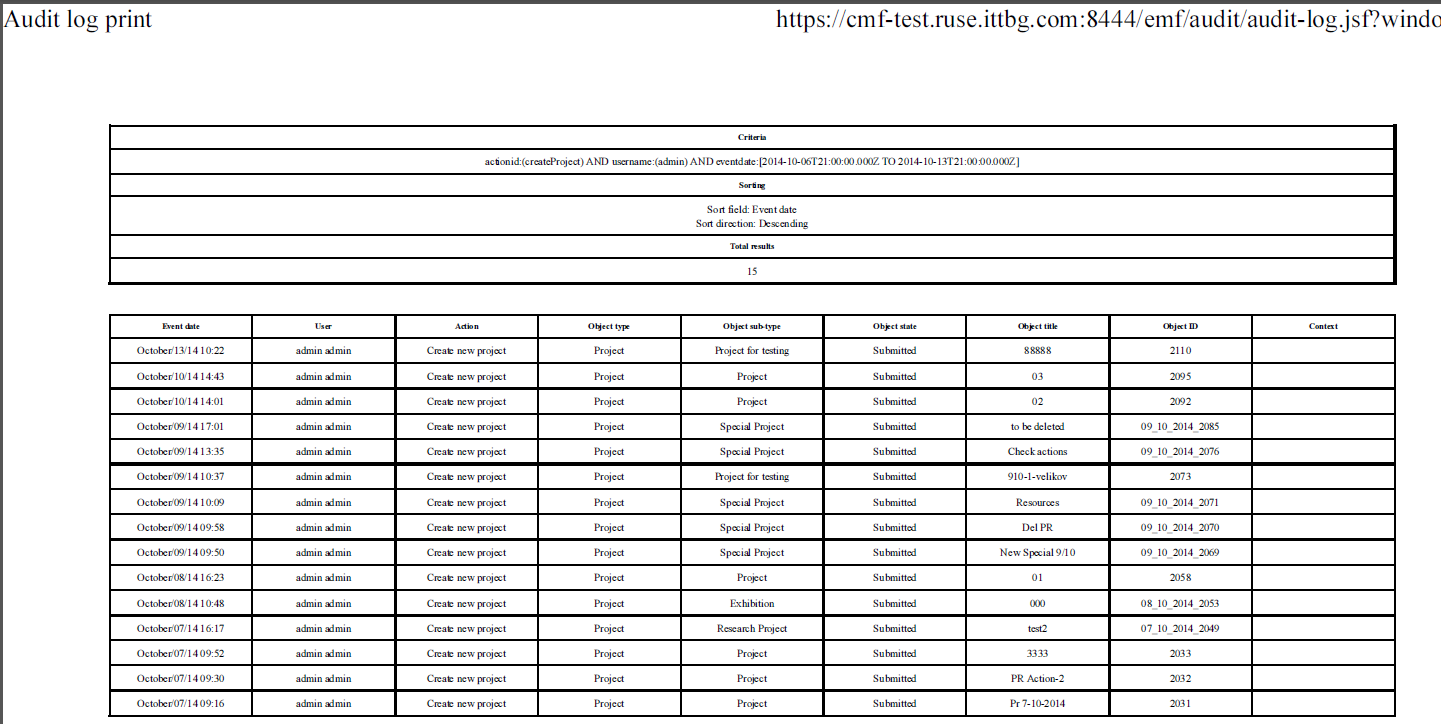 Audit log print https://cmf-test.ruse.ittbg.com:8444/emf/audit/audit-log.jsf?windo
Criteria
actionid:(createProject) AND username:(admin) AND eventdate:[2014-10-06T21:00:00.000Z TO 2014-10-13T21:00:00.000Z]
Sorting
Sort field: Event date
Sort direction: Descending
Total results
15
Event date User Action Object type Object sub-type Object state Object title Object ID Context
October/13/14 10:22 admin admin Create new project Project Project for testing Submitted 88888 2110
October/10/14 14:43 admin admin Create new project Project Project Submitted 03 2095
October/10/14 14:01 admin admin Create new project Project Project Submitted 02 2092
October/09/14 17:01 admin admin Create new project Project Special Project Submitted to be deleted 09_10_2014_2085
October/09/14 13:35 admin admin Create new project Project Special Project Submitted Check actions 09_10_2014_2076
October/09/14 10:37 admin admin Create new project Project Project for testing Submitted 910-1-velikov 2073
October/09/14 10:09 admin admin Create new project Project Special Project Submitted Resources 09_10_2014_2071
October/09/14 09:58 admin admin Create new project Project Special Project Submitted Del PR 09_10_2014_2070
October/09/14 09:50 admin admin Create new project Project Special Project Submitted New Special 9/10 09_10_2014_2069
October/08/14 16:23 admin admin Create new project Project Project Submitted 01 2058
October/08/14 10:48 admin admin Create new project Project Exhibition Submitted 000 08_10_2014_2053
October/07/14 16:17 admin admin Create new project Project Research Project Submitted test2 07_10_2014_2049
October/07/14 09:52 admin admin Create new project Project Project Submitted 3333 2033
October/07/14 09:30 admin admin Create new project Project Project Submitted PR Action-2 2032
October/07/14 09:16 admin admin Create new project Project Project Submitted Pr 7-10-2014 2031